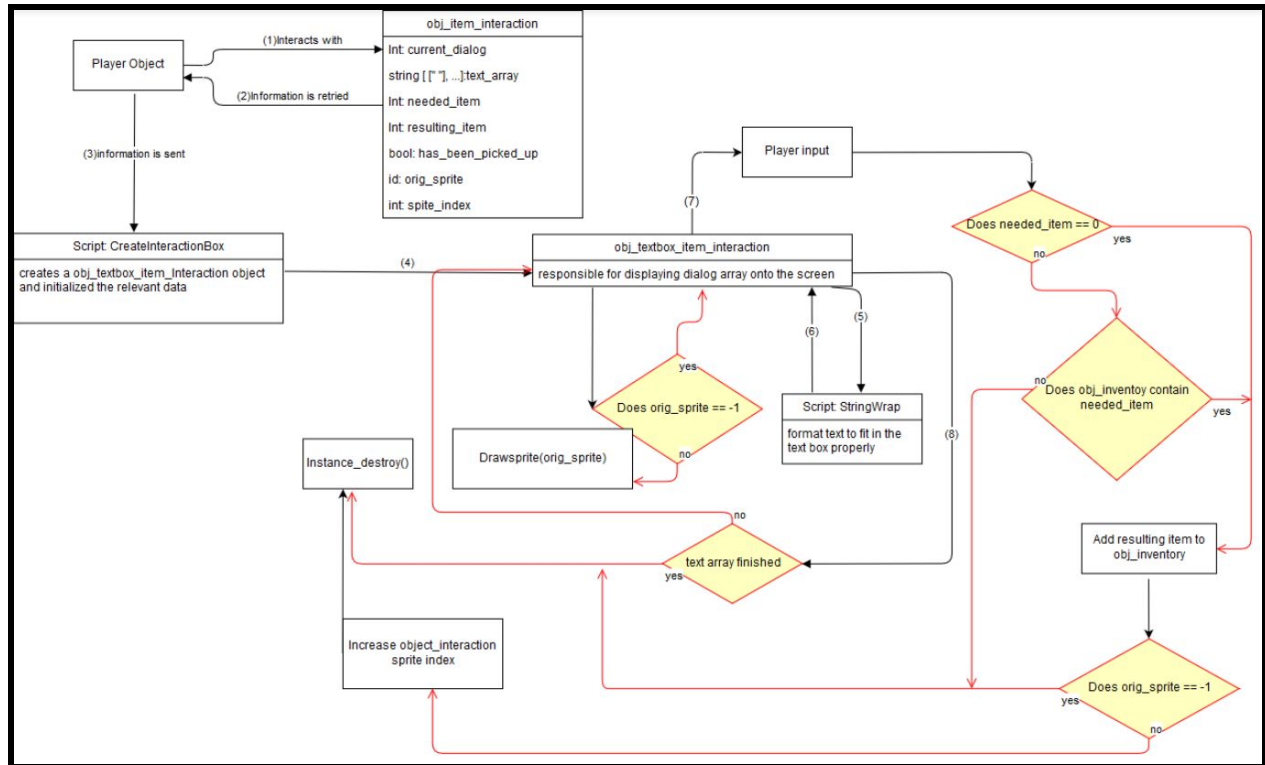 obj_item_interaction
Int: current_dialog
string [ [" "], ...]:text_array
Int: needed_item
Int: resulting_item
bool: has_been_picked_up
id: orig_sprite
int: spite_index
(1)Interacts with
Player Object
(2)Information is retried
(3)information is sent
Script: CreateInteractionBox
creates a obj_textbox_item_Interaction object
and initialized the relevant data
(4)
Player input
(7)
obj_textbox_item_interaction
responsible for displaying dialog array onto the screen
Does needed_item == 0
yes
no
(6)
(5)
yes
Does orig_sprite == -1
no
Drawsprite(orig_sprite)
Script: StringWrap
format text to fit in the
text box properly
(8)
no
Does obj_inventoy contain
needed_item
yes
Instance_destroy()
no
text array finished
yes
Add resulting item to
obj_inventory
Increase object_interaction
sprite index
Does orig_sprite == -1
yes
no